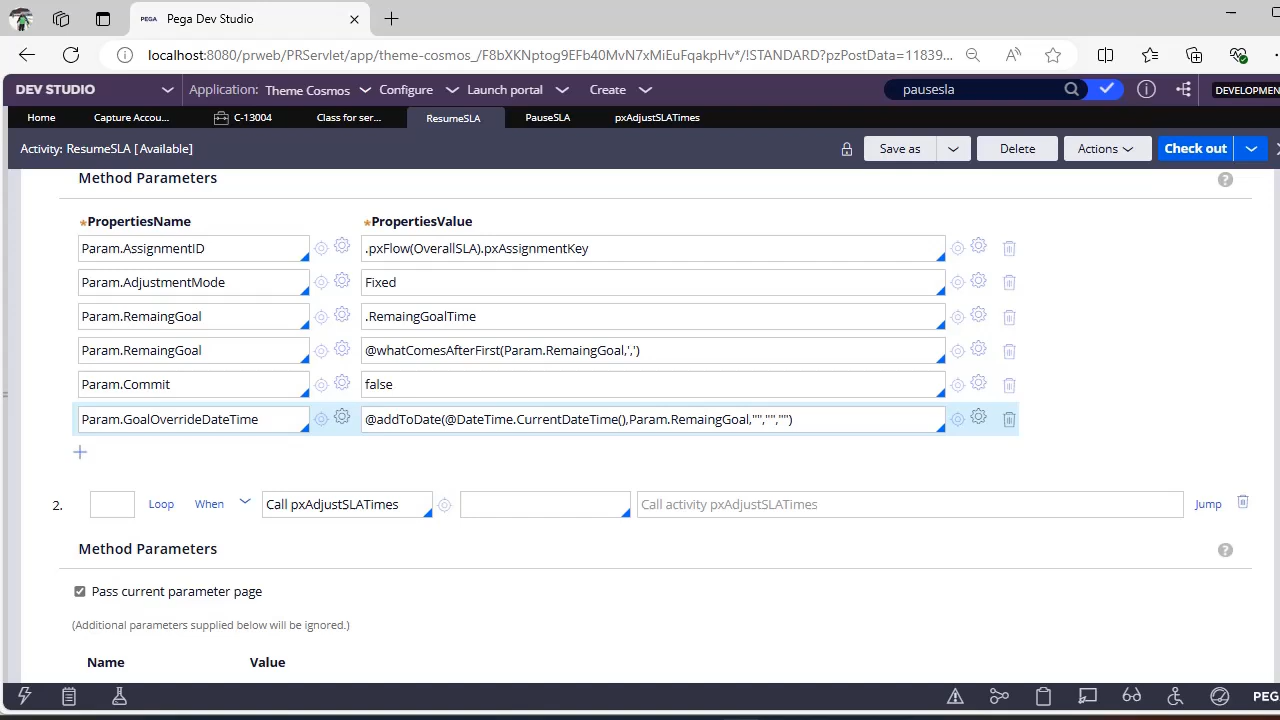 PEGA Pega Dev Studio
localhost:8080/prweb/PRServlet/app/theme-cosmos_/F8bXKNptog9EFb40MvN7xMiEuFqakpHv*/!STANDARD?pzPostData=11839...
DEV STUDIO Application: Theme Cosmos Configure Launch portal Create pausesla DEVELOPMEN
Home Capture Accou... C-13004 Class for ser... ResumeSLA PauseSLA pxAdjustSLATimes
Activity: ResumeSLA [Available] Save as Delete Actions Check out
Method Parameters
*PropertiesName *PropertiesValue
Param.AssignmentID .pxFlow(OverallSLA).pxAssignmentKey
Param.AdjustmentMode Fixed
Param.RemaingGoal .RemaingGoalTime
Param.RemaingGoal @whatComesAfterFirst(Param.RemaingGoal,',')
Param.Commit false
Param.GoalOverrideDateTime @addToDate(@DateTime.CurrentDateTime(),Param.RemaingGoal,"","","")
2. Loop When Call pxAdjustSLATimes Call activity pxAdjustSLATimes Jump
Method Parameters
Pass current parameter page
(Additional parameters supplied below will be ignored.)
Name Value
PEG